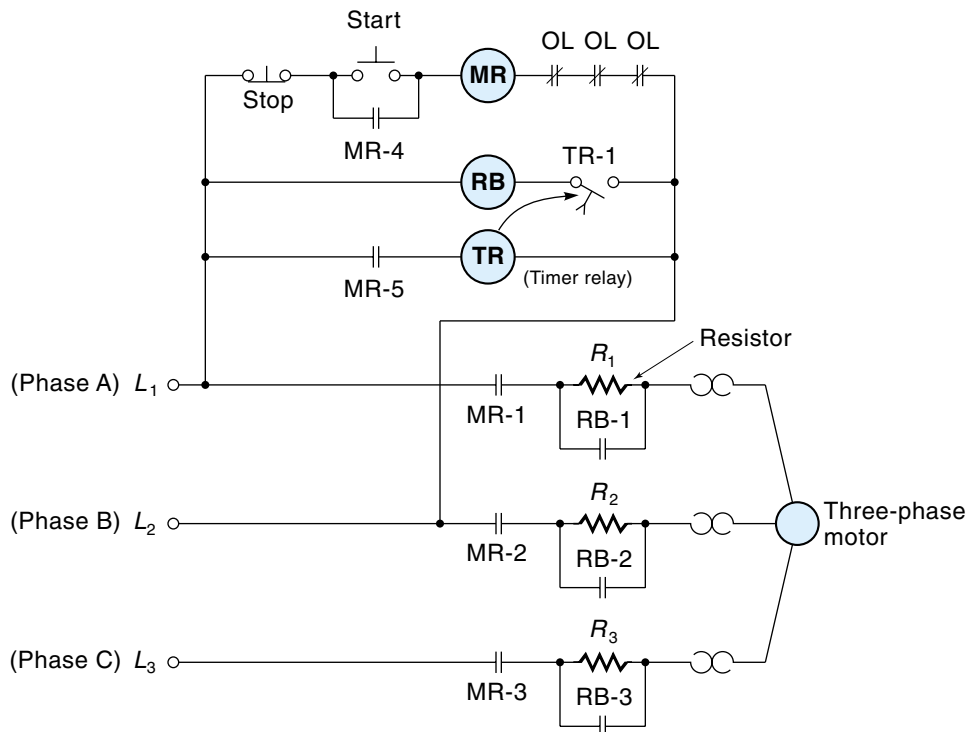 Start
OL OL OL
MR
Stop
MR-4
TR-1
RB
TR
MR-5
(Timer relay)
Resistor
R1
(Phase A) L1
MR-1
RB-1
R2
(Phase B) L2
Three-phase
motor
MR-2
RB-2
R3
(Phase C) L3
MR-3
RB-3